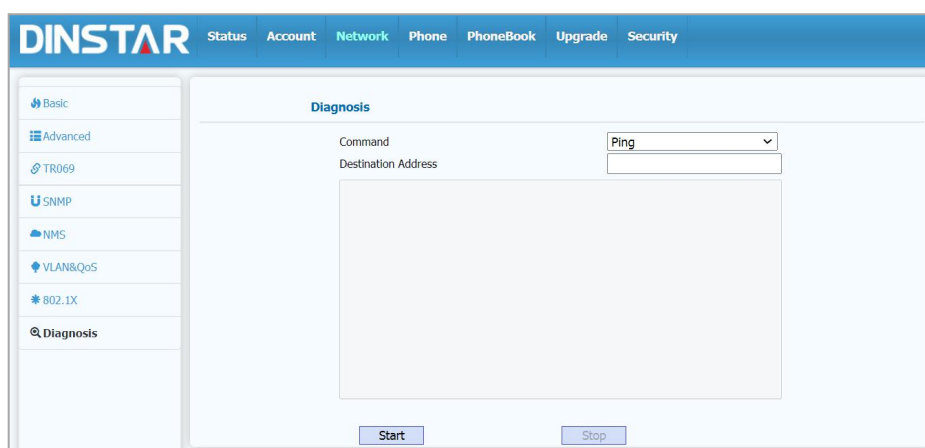 DINSTAR Status Account Network Phone PhoneBook Upgrade Security
Basic
Advanced
TR069
SNMP
NMS
VLAN&QoS
802.1X
Diagnosis
Diagnosis
Command Ping
Destination Address
Start Stop